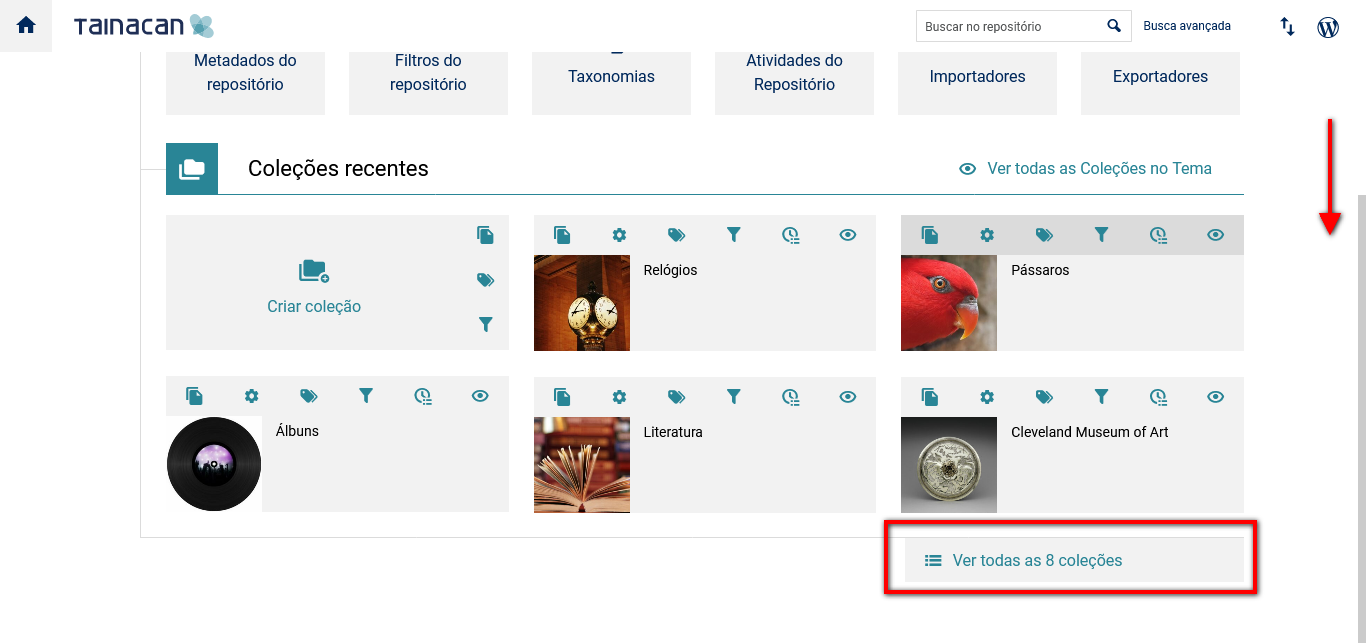 TAINACAN
Buscar no repositório
Busca avançada
Metadados do
repositório
Filtros do
repositório
Taxonomias
Atividades do
Repositório
Importadores
Exportadores
Coleções recentes
Ver todas as Coleções no Tema
Criar coleção
Relógios
Pássaros
Álbuns
Literatura
Cleveland Museum of Art
Ver todas as 8 coleções